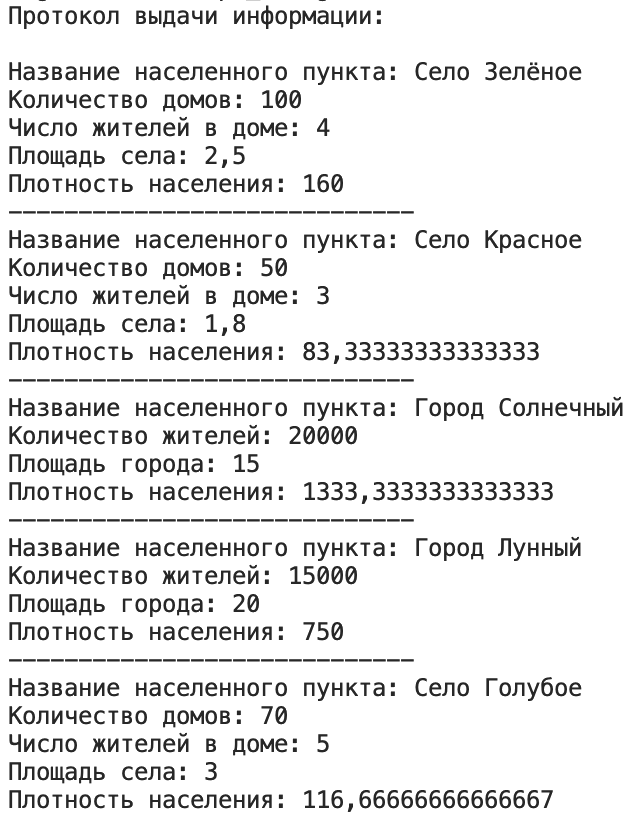 Протокол выдачи информации:
Название населенного пункта: Село Зелёное
Количество домов: 100
Число жителей в доме: 4
Площадь села: 2,5
Плотность населения: 160
-----------------------------
Название населенного пункта: Село Красное
Количество домов: 50
Число жителей в доме: 3
Площадь села: 1,8
Плотность населения: 83,33333333333333
-----------------------------
Название населенного пункта: Город Солнечный
Количество жителей: 20000
Площадь города: 15
Плотность населения: 1333,3333333333333
-----------------------------
Название населенного пункта: Город Лунный
Количество жителей: 15000
Площадь города: 20
Плотность населения: 750
-----------------------------
Название населенного пункта: Село Голубое
Количество домов: 70
Число жителей в доме: 5
Площадь села: 3
Плотность населения: 116,66666666666667